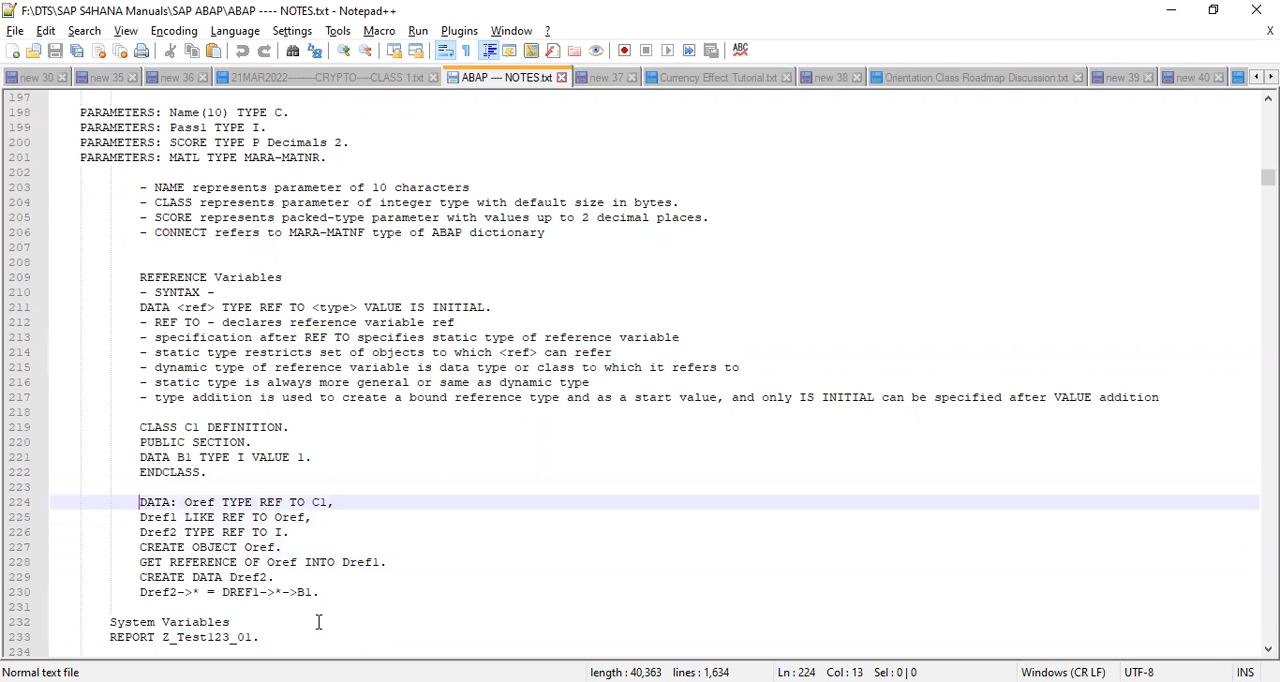 F:\DTS\SAP S4HANA Manuals\SAP ABAP\ABAP ---- NOTES.txt - Notepad++
File Edit Search View Encoding Language Settings Tools Macro Run Plugins Window ?
X
new 30
new 35
new 36
21MAR2022-------CRYPTO---CLASS 1.txt
ABAP ---- NOTES.txt
new 37
Currency Effect Tutorial.txt
new 38
Orientation Class Roadmap Discussion.txt
new 39
new 40
197
198 PARAMETERS: Name(10) TYPE C.
199 PARAMETERS: Pass1 TYPE I.
200 PARAMETERS: SCORE TYPE P Decimals 2.
201 PARAMETERS: MATL TYPE MARA-MATNR.
202
203 - NAME represents parameter of 10 characters
204 - CLASS represents parameter of integer type with default size in bytes.
205 - SCORE represents packed-type parameter with values up to 2 decimal places.
206 - CONNECT refers to MARA-MATNF type of ABAP dictionary
207
208
209 REFERENCE Variables
210 - SYNTAX -
211 DATA <ref> TYPE REF TO <type> VALUE IS INITIAL.
212 - REF TO - declares reference variable ref
213 - specification after REF TO specifies static type of reference variable
214 - static type restricts set of objects to which <ref> can refer
215 - dynamic type of reference variable is data type or class to which it refers to
216 - static type is always more general or same as dynamic type
217 - type addition is used to create a bound reference type and as a start value, and only IS INITIAL can be specified after VALUE addition
218
219 CLASS C1 DEFINITION.
220 PUBLIC SECTION.
221 DATA B1 TYPE I VALUE 1.
222 ENDCLASS.
223
224 DATA: Oref TYPE REF TO C1,
225 Dref1 LIKE REF TO Oref,
226 Dref2 TYPE REF TO I.
227 CREATE OBJECT Oref.
228 GET REFERENCE OF Oref INTO Dref1.
229 CREATE DATA Dref2.
230 Dref2->* = DREF1->*->B1.
231
232 System Variables
233 REPORT Z_Test123_01.
234
Normal text file length : 40,363 lines : 1,634 Ln : 224 Col : 13 Sel : 0 | 0 Windows (CR LF) UTF-8 INS